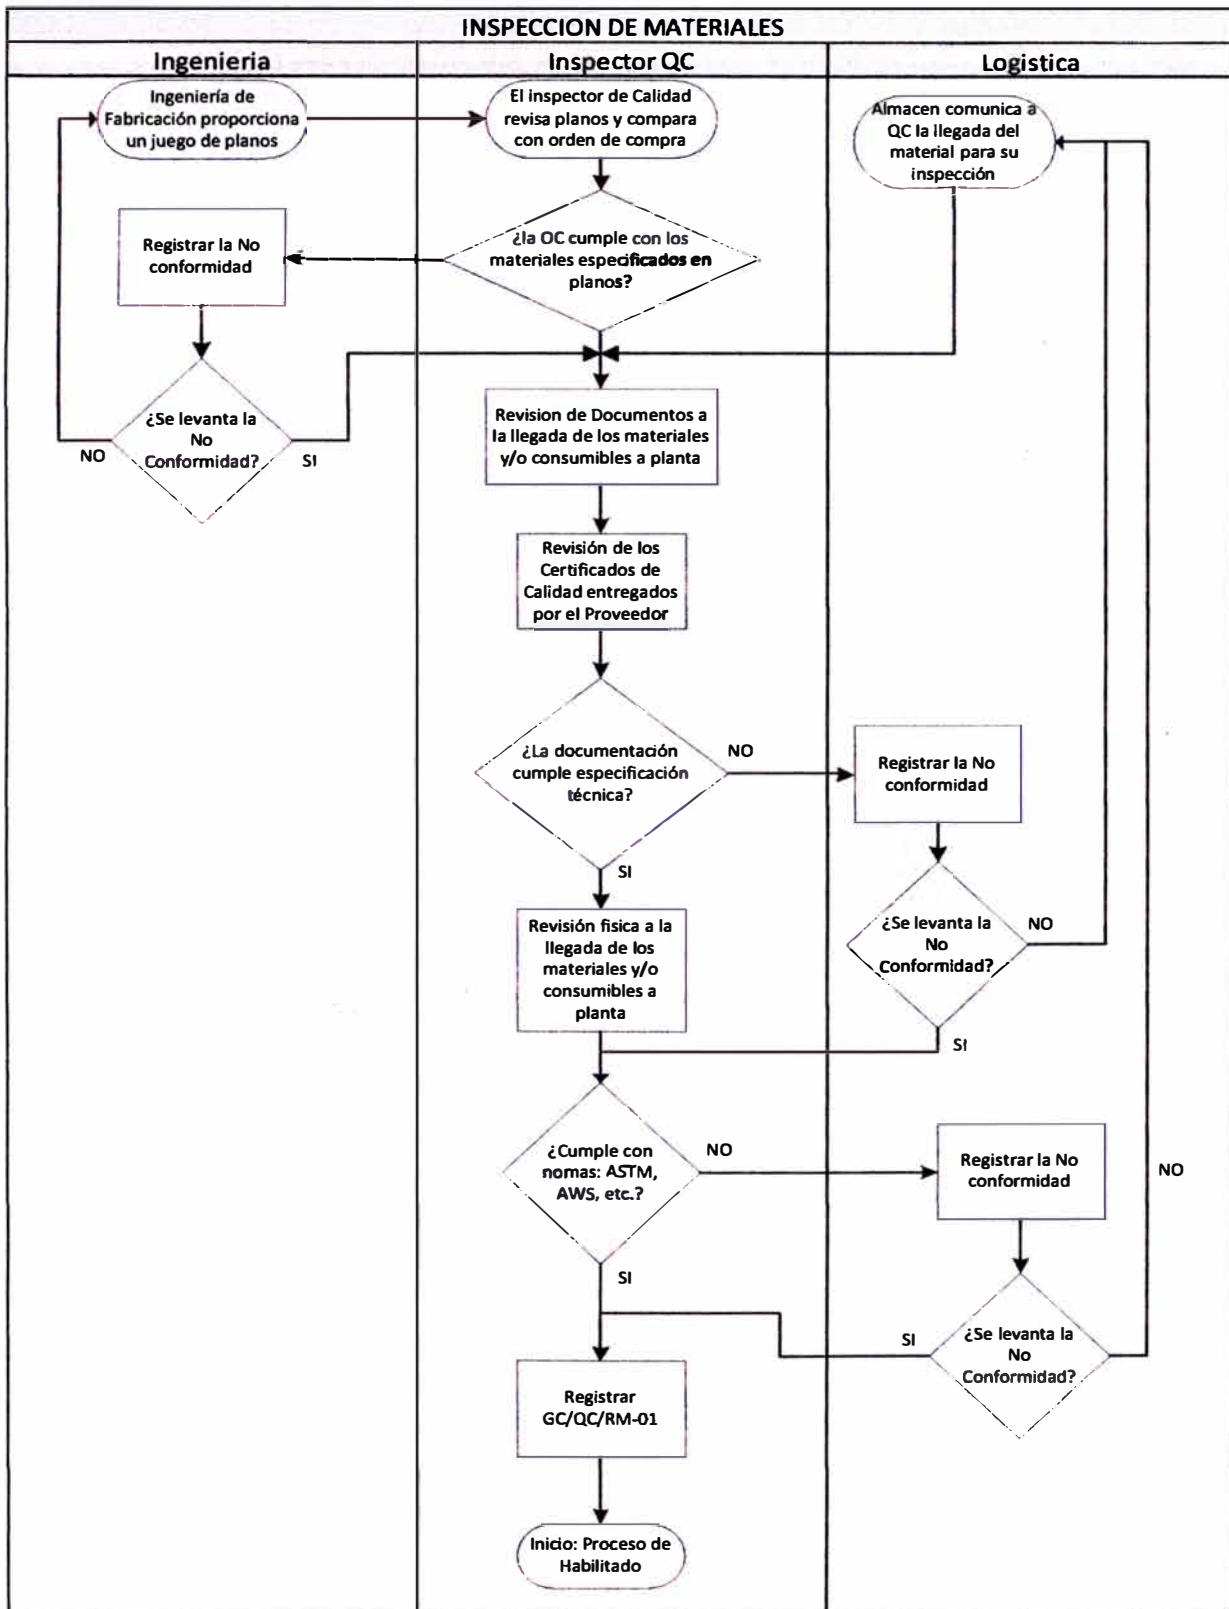 INSPECCION DE MATERIALES
Ingenieria
Inspector QC
Logistica
Ingeniería de
Fabricación proporciona
un juego de planos
El inspector de Calidad
revisa planos y compara
con orden de compra
Almacen comunica a
QC la llegada del
material para su
inspección
Registrar la No
conformidad
¿la OC cumple con los
materiales especificados en
planos?
¿Se levanta la
No
Conformidad?
NO
SI
Revision de Documentos a
la llegada de los materiales
y/o consumibles a planta
Revisión de los
Certificados de
Calidad entregados
por el Proveedor
¿La documentación
cumple especificación
técnica?
NO
SI
Registrar la No
conformidad
¿Se levanta la
No
Conformidad?
NO
SI
Revisión fisica a la
llegada de los
materiales y/o
consumibles a
planta
¿Cumple con
nomas: ASTM,
AWS, etc.?
NO
SI
Registrar la No
conformidad
NO
¿Se levanta la
No
Conformidad?
SI
Registrar
GC/QC/RM-01
Inicio: Proceso de
Habilitado